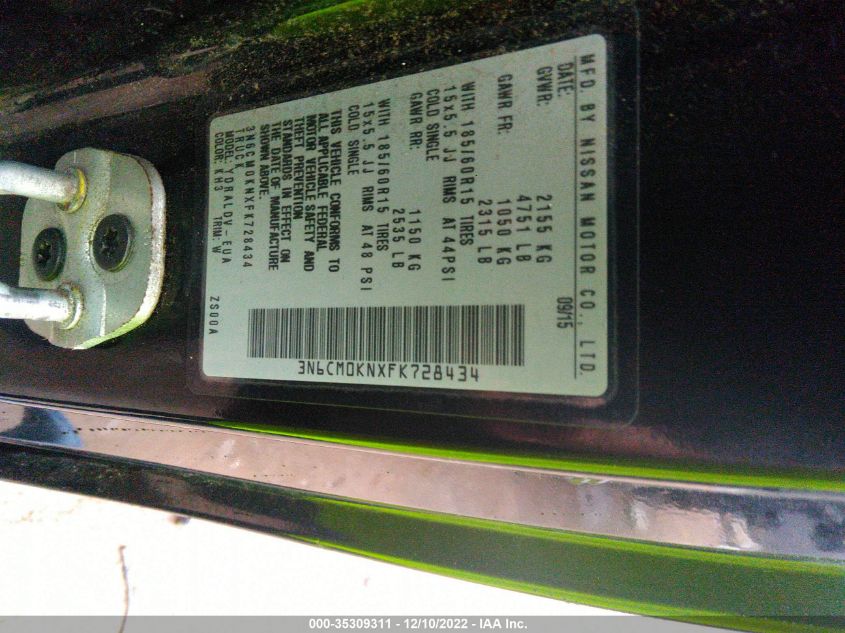 MFD. BY NISSAN MOTOR CO., LTD.
DATE: 09/15
GVWR: 2155 KG
4751 LB
GAWR FR: 1050 KG
2315 LB
WITH 185/60R15 TIRES
15x5.5 JJ RIMS AT 44PSI
COLD SINGLE
GAWR RR: 1150 KG
2535 LB
WITH 185/60R15 TIRES
15x5.5 JJ RIMS AT 48 PSI
COLD SINGLE
THIS VEHICLE CONFORMS TO
ALL APPLICABLE FEDERAL
MOTOR VEHICLE SAFETY AND
THEFT PREVENTION
STANDARDS IN EFFECT ON
THE DATE OF MANUFACTURE
SHOWN ABOVE.
3N6CM0KNXFK728434
TRUCK
MODEL: YDRALDV-EUA
COLOR: KH3 TRIM: W
ZS00A
3N6CM0KNXFK728434
000-35309311 - 12/10/2022 - IAA Inc.